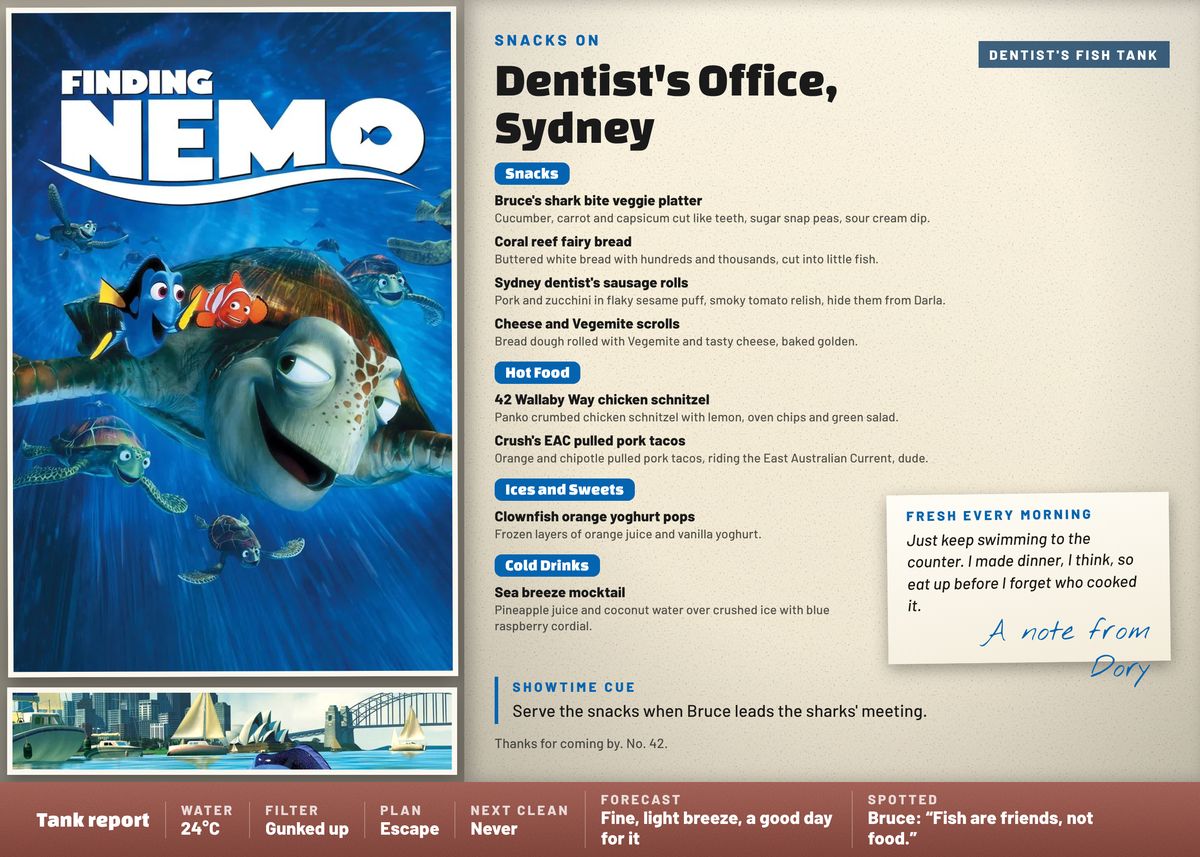 FINDING
NEMO
SNACKS ON
Dentist's Office,
Sydney
DENTIST'S FISH TANK
Snacks
Bruce's shark bite veggie platter
Cucumber, carrot and capsicum cut like teeth, sugar snap peas, sour cream dip.
Coral reef fairy bread
Buttered white bread with hundreds and thousands, cut into little fish.
Sydney dentist's sausage rolls
Pork and zucchini in flaky sesame puff, smoky tomato relish, hide them from Darla.
Cheese and Vegemite scrolls
Bread dough rolled with Vegemite and tasty cheese, baked golden.
Hot Food
42 Wallaby Way chicken schnitzel
Panko crumbed chicken schnitzel with lemon, oven chips and green salad.
Crush's EAC pulled pork tacos
Orange and chipotle pulled pork tacos, riding the East Australian Current, dude.
Ices and Sweets
Clownfish orange yoghurt pops
Frozen layers of orange juice and vanilla yoghurt.
Cold Drinks
Sea breeze mocktail
Pineapple juice and coconut water over crushed ice with blue
raspberry cordial.
FRESH EVERY MORNING
Just keep swimming to the
counter. I made dinner, I think, so
eat up before I forget who cooked
it.
A note from
Dory
SHOWTIME CUE
Serve the snacks when Bruce leads the sharks' meeting.
Thanks for coming by. No. 42.
Tank report
WATER
24°C
FILTER
Gunked up
PLAN
Escape
NEXT CLEAN
Never
FORECAST
Fine, light breeze, a good day
for it
SPOTTED
Bruce: “Fish are friends, not
food.”